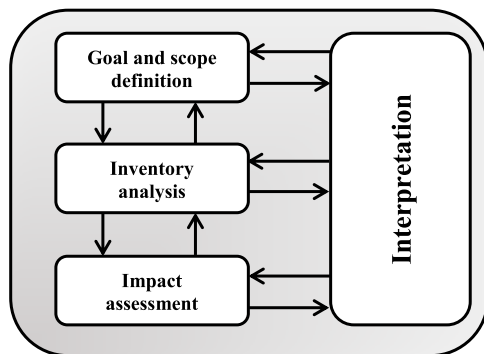 Goal and scope
definition
Inventory
analysis
Impact
assessment
Interpretation